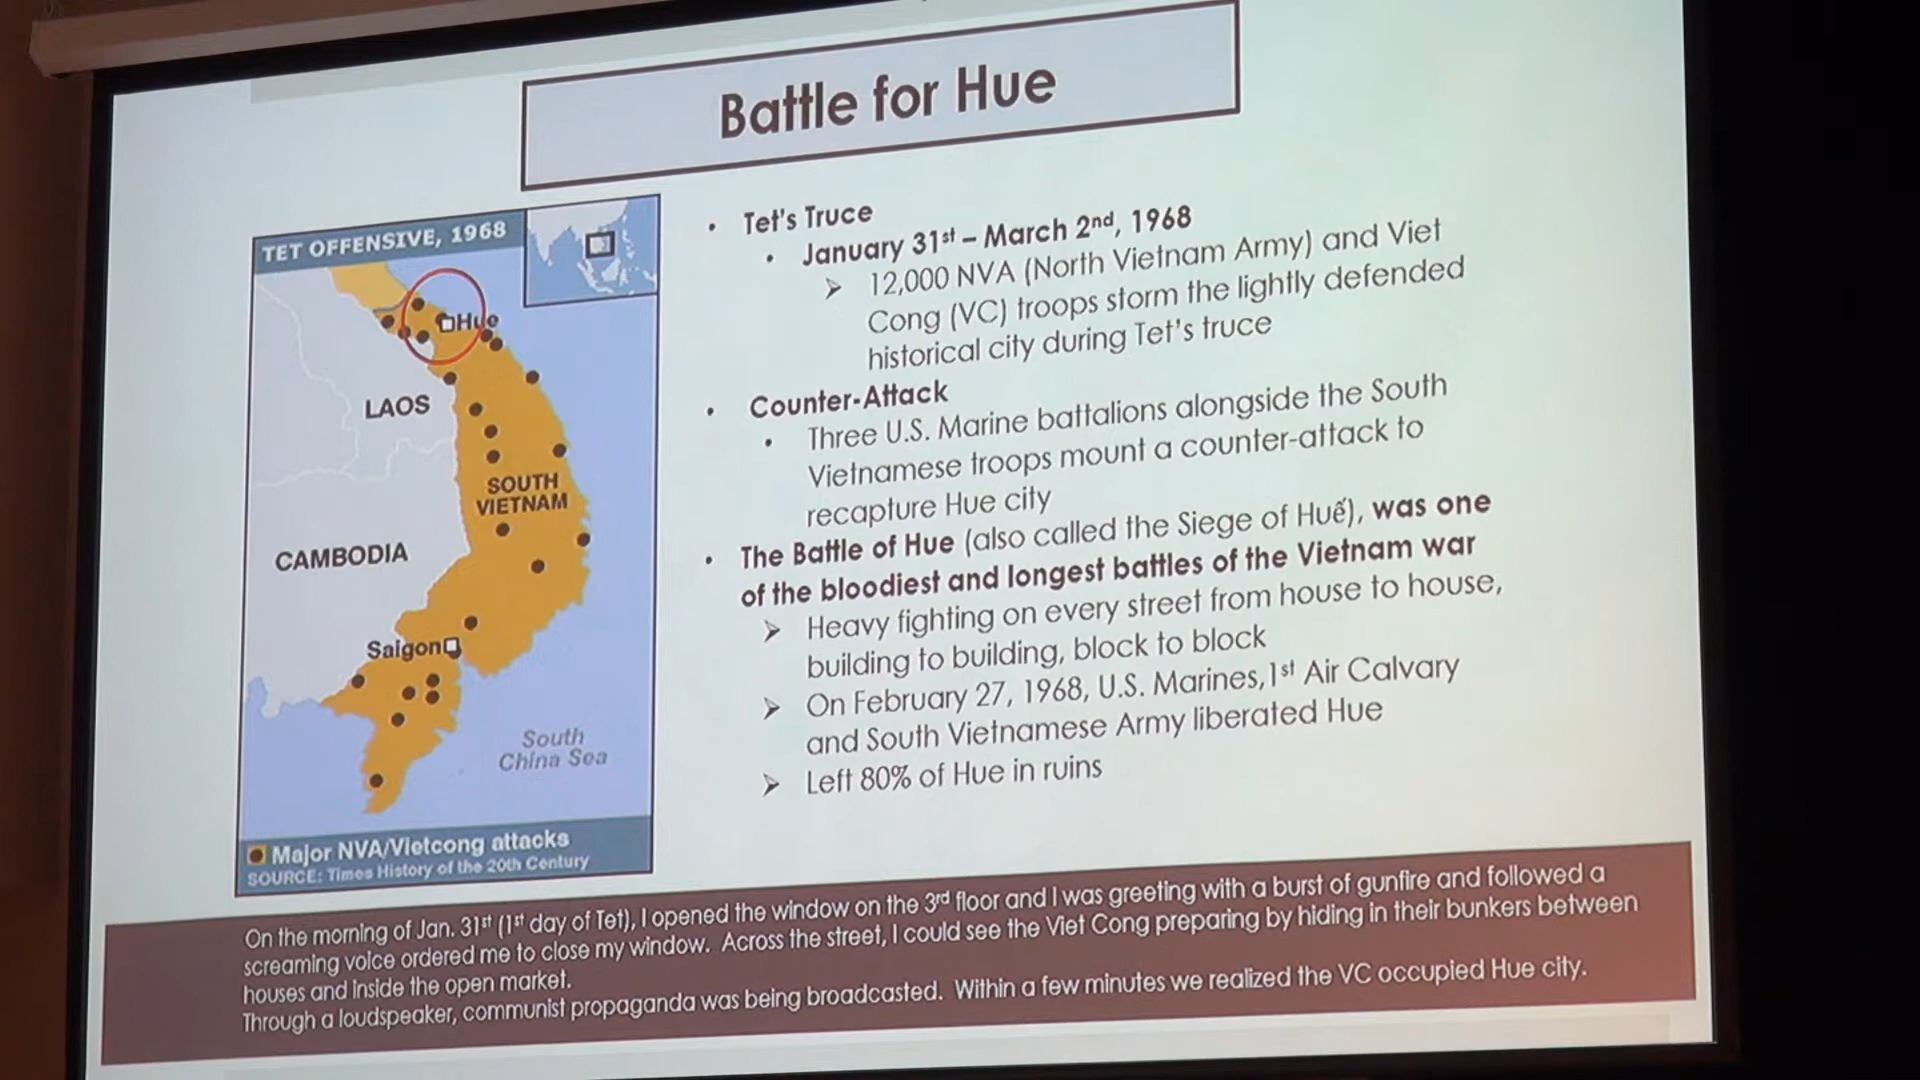 Battle for Hue
TET OFFENSIVE, 1968
Hue
LAOS
SOUTH
VIETNAM
CAMBODIA
Saigon
South
China Sea
Major NVA/Vietcong attacks
SOURCE: Times History of the 20th Century
• Tet's Truce
• January 31st – March 2nd, 1968
➢ 12,000 NVA (North Vietnam Army) and Viet
Cong (VC) troops storm the lightly defended
historical city during Tet's truce
• Counter-Attack
• Three U.S. Marine battalions alongside the South
Vietnamese troops mount a counter-attack to
recapture Hue city
• The Battle of Hue (also called the Siege of Huế), was one
of the bloodiest and longest battles of the Vietnam war
➢ Heavy fighting on every street from house to house,
building to building, block to block
➢ On February 27, 1968, U.S. Marines,1st Air Calvary
and South Vietnamese Army liberated Hue
➢ Left 80% of Hue in ruins
On the morning of Jan. 31st (1st day of Tet), I opened the window on the 3rd floor and I was greeting with a burst of gunfire and followed a
screaming voice ordered me to close my window. Across the street, I could see the Viet Cong preparing by hiding in their bunkers between
houses and inside the open market.
Through a loudspeaker, communist propaganda was being broadcasted. Within a few minutes we realized the VC occupied Hue city.